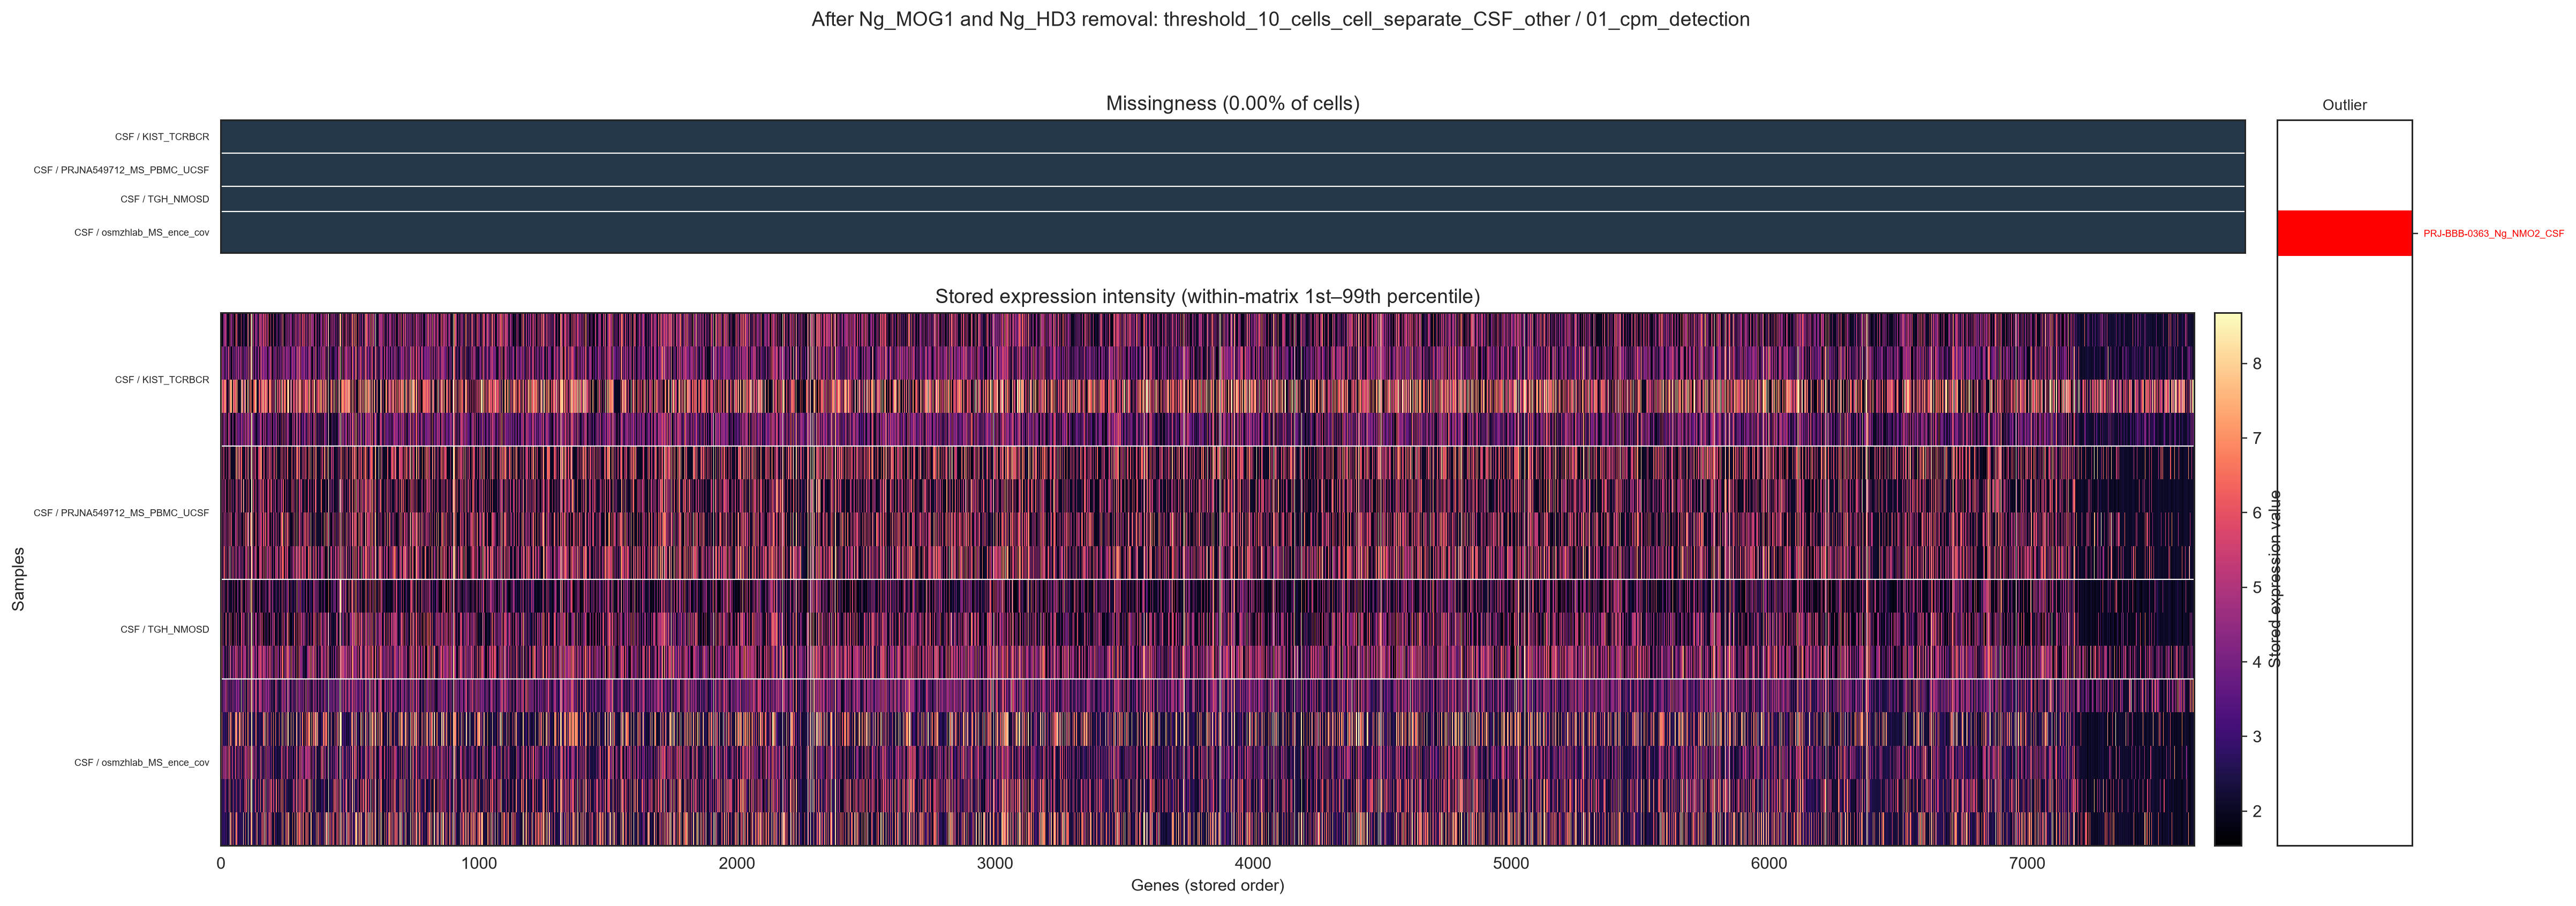 After Ng_MOG1 and Ng_HD3 removal: threshold_10_cells_cell_separate_CSF_other / 01_cpm_detection
Missingness (0.00% of cells)
Outlier
CSF / KIST_TCRBCR
CSF / PRJNA549712_MS_PBMC_UCSF
CSF / TGH_NMOSD
CSF / osmzhlab_MS_ence_cov
PRJ-BBB-0363_Ng_NMO2_CSF
Stored expression intensity (within-matrix 1st–99th percentile)
Samples
CSF / KIST_TCRBCR
CSF / PRJNA549712_MS_PBMC_UCSF
CSF / TGH_NMOSD
CSF / osmzhlab_MS_ence_cov
8
7
6
5
4
3
2
Stored expression value
0 1000 2000 3000 4000 5000 6000 7000
Genes (stored order)